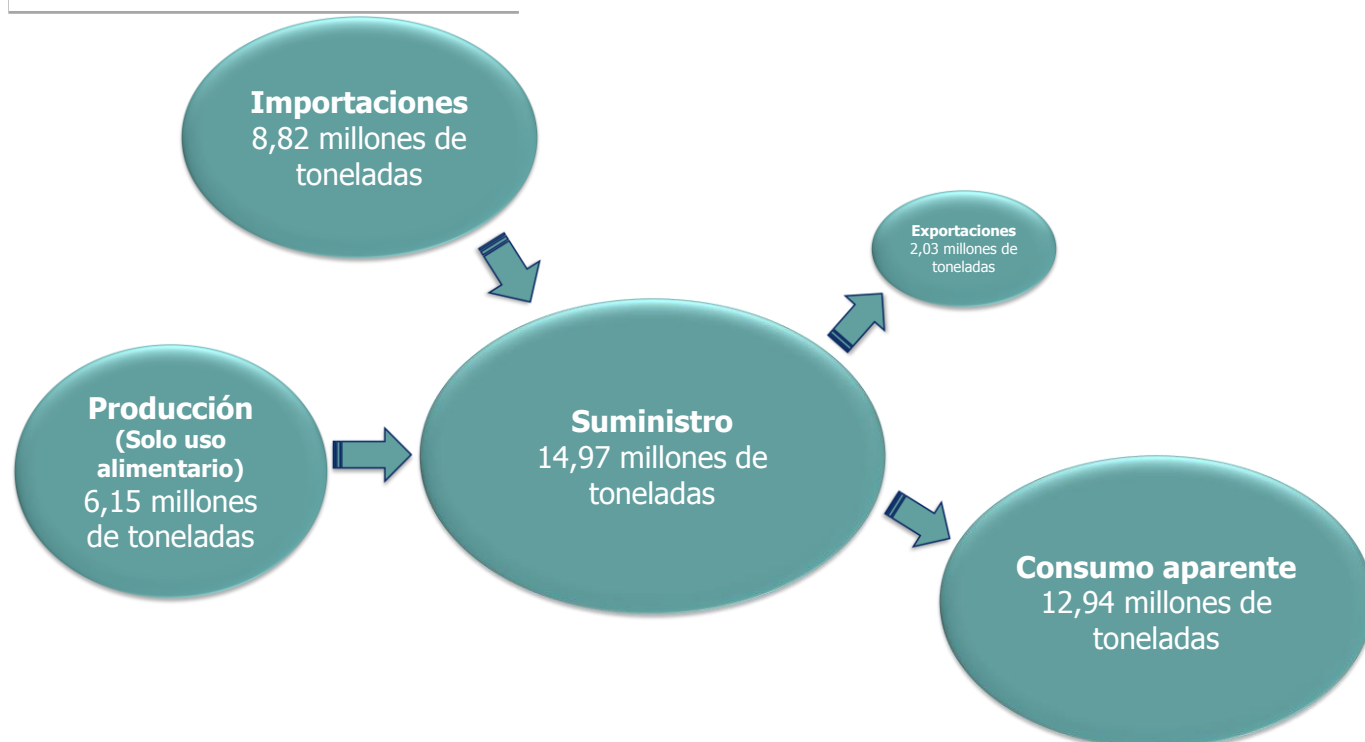 Importaciones
8,82 millones de
toneladas
Exportaciones
2,03 millones de
toneladas
Producción
(Solo uso
alimentario)
6,15 millones
de toneladas
Suministro
14,97 millones de
toneladas
Consumo aparente
12,94 millones de
toneladas